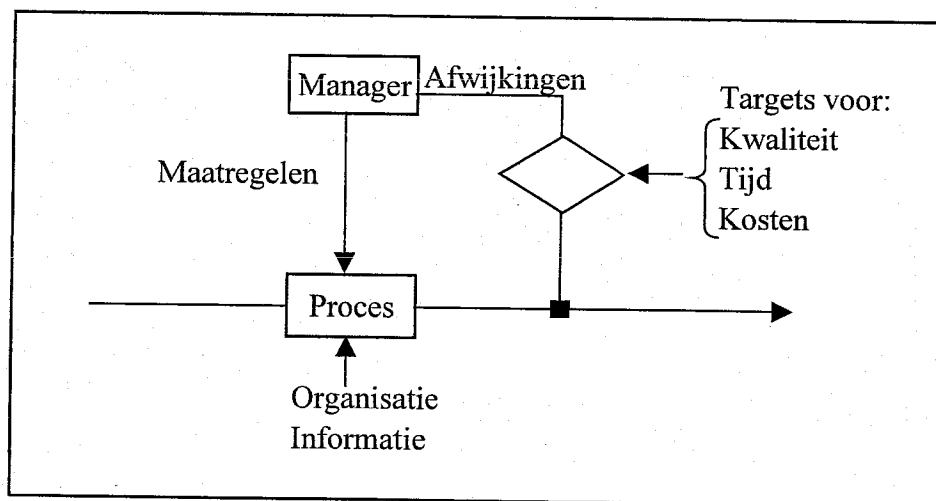 Manager
Afwijkingen
Targets voor:
Kwaliteit
Tijd
Kosten
Maatregelen
Proces
Organisatie
Informatie